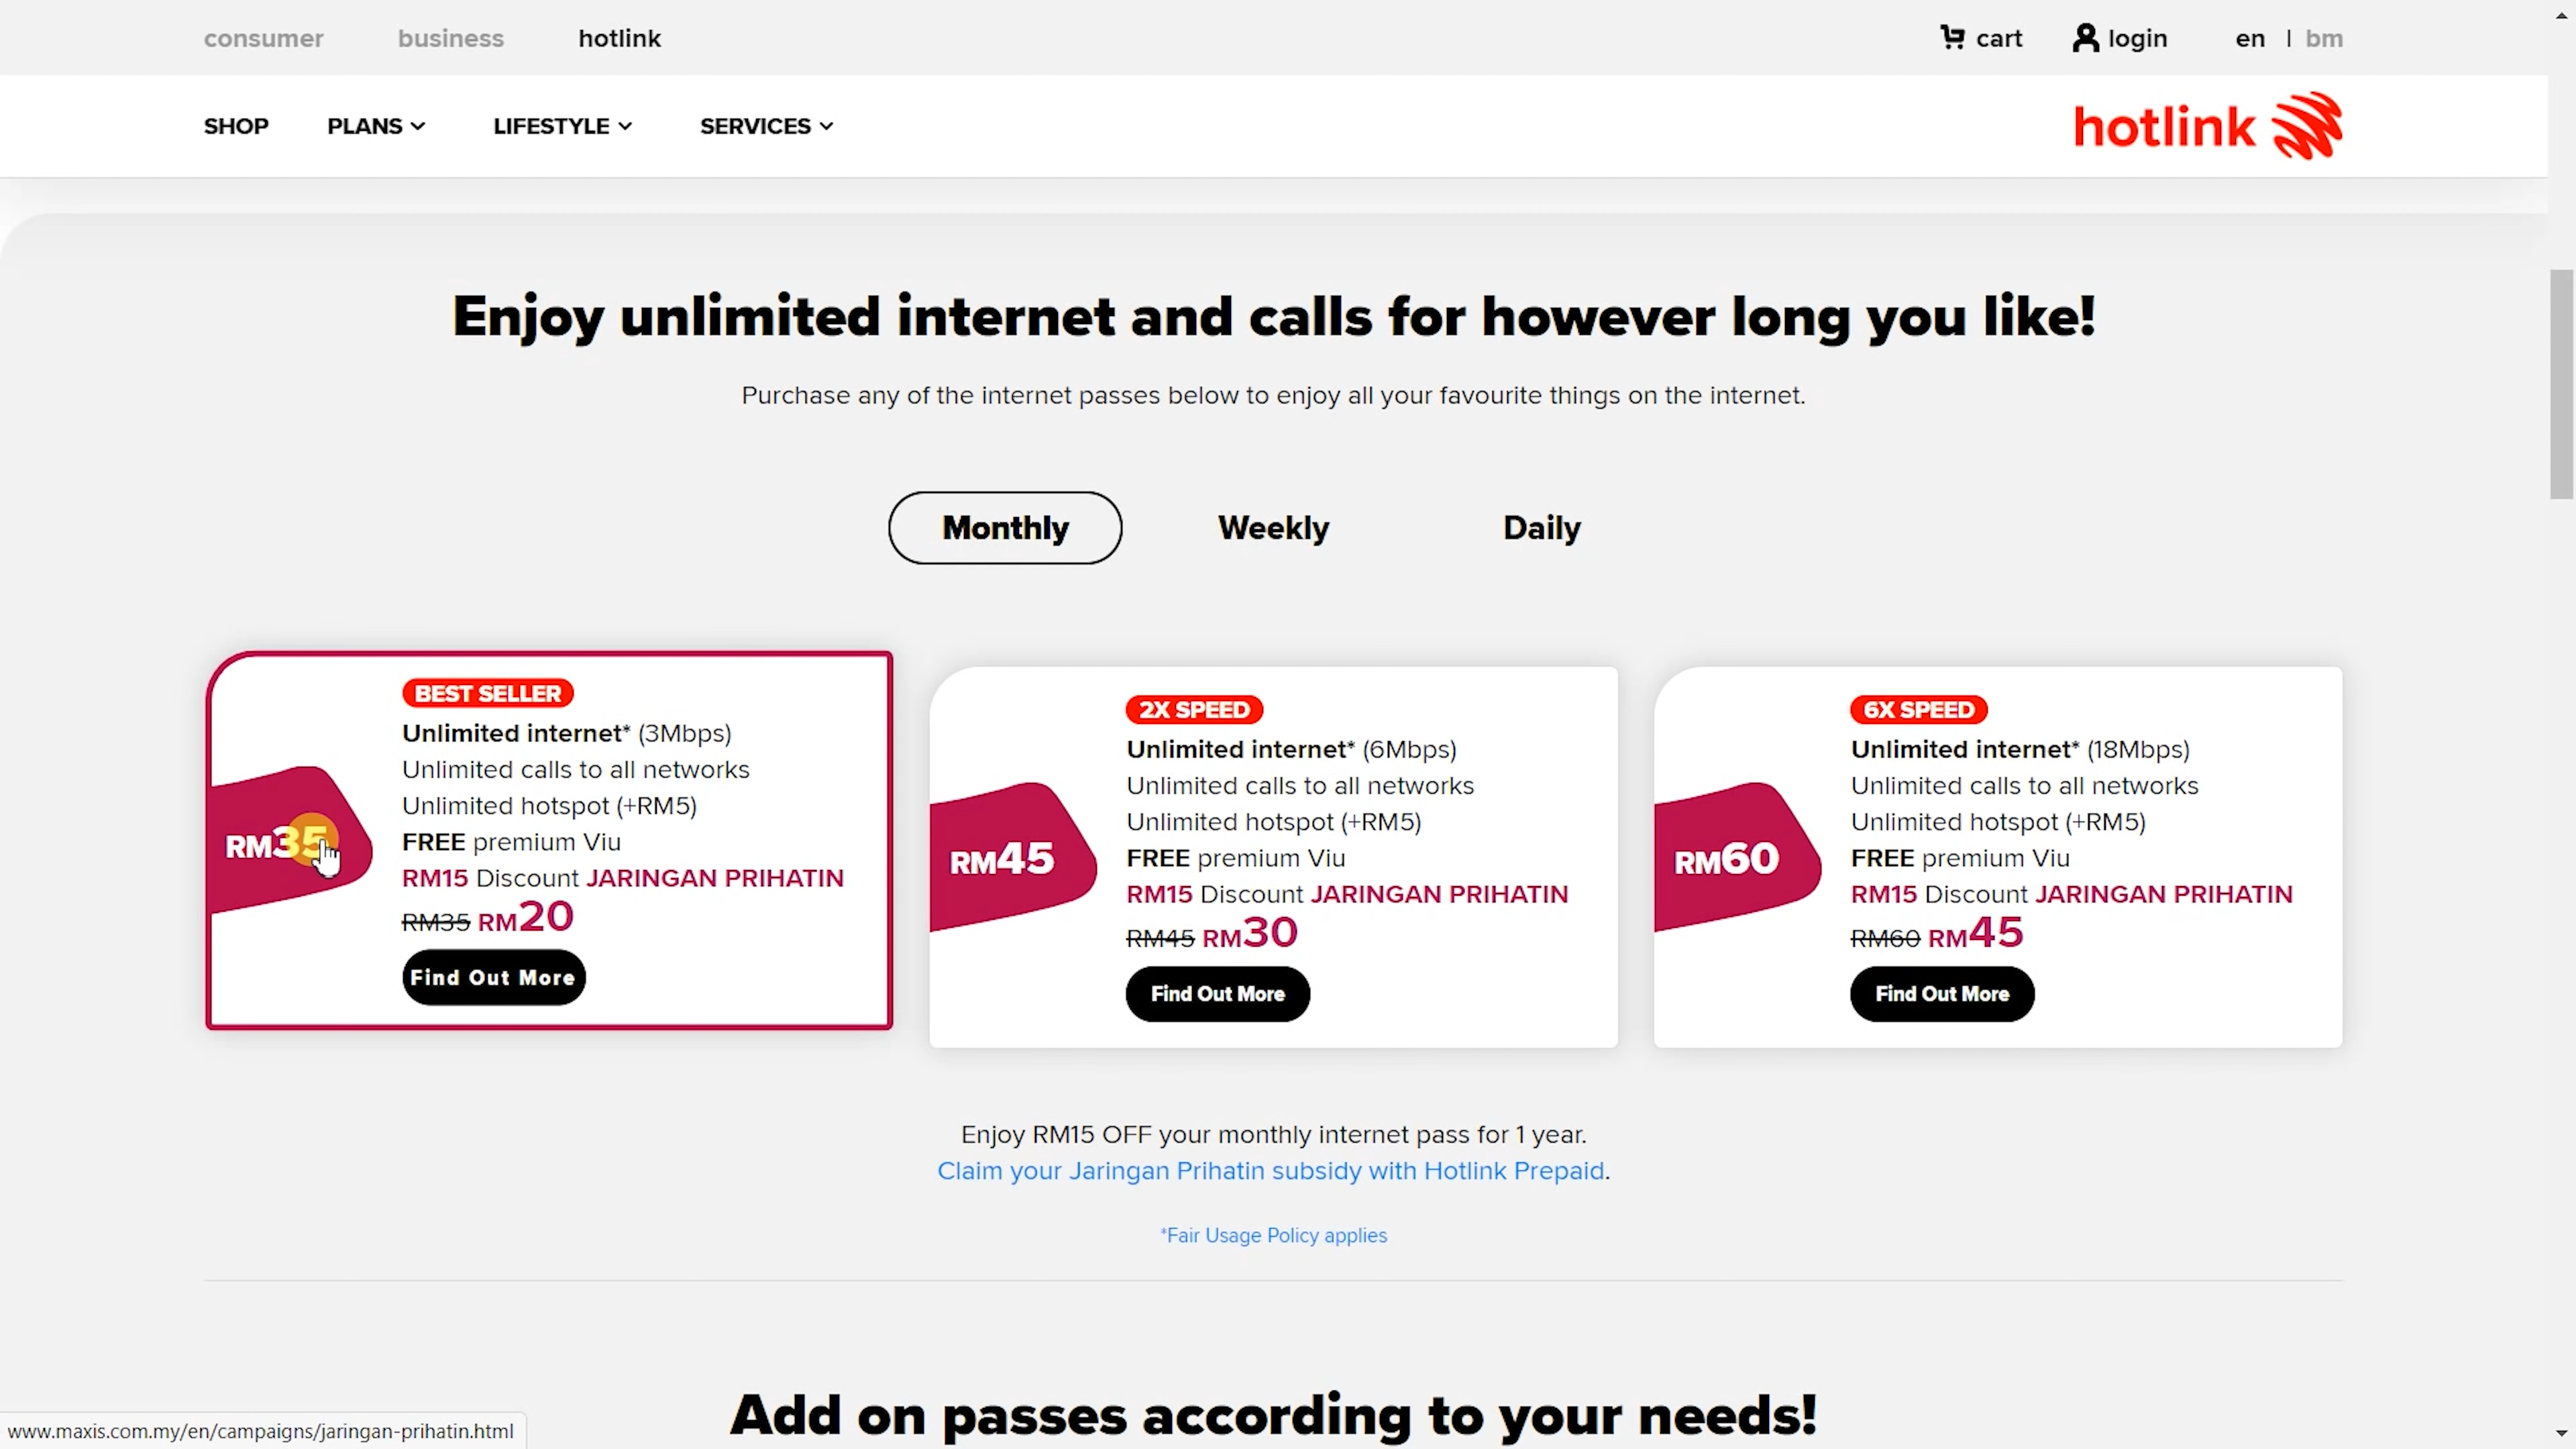 consumer business hotlink cart login en | bm
SHOP PLANS LIFESTYLE SERVICES hotlink
Enjoy unlimited internet and calls for however long you like!
Purchase any of the internet passes below to enjoy all your favourite things on the internet.
Monthly Weekly Daily
RM35
BEST SELLER
Unlimited internet* (3Mbps)
Unlimited calls to all networks
Unlimited hotspot (+RM5)
FREE premium Viu
RM15 Discount JARINGAN PRIHATIN
RM35 RM20
Find Out More
RM45
2X SPEED
Unlimited internet* (6Mbps)
Unlimited calls to all networks
Unlimited hotspot (+RM5)
FREE premium Viu
RM15 Discount JARINGAN PRIHATIN
RM45 RM30
Find Out More
RM60
6X SPEED
Unlimited internet* (18Mbps)
Unlimited calls to all networks
Unlimited hotspot (+RM5)
FREE premium Viu
RM15 Discount JARINGAN PRIHATIN
RM60 RM45
Find Out More
Enjoy RM15 OFF your monthly internet pass for 1 year.
Claim your Jaringan Prihatin subsidy with Hotlink Prepaid.
*Fair Usage Policy applies
Add on passes according to your needs!
www.maxis.com.my/en/campaigns/jaringan-prihatin.html